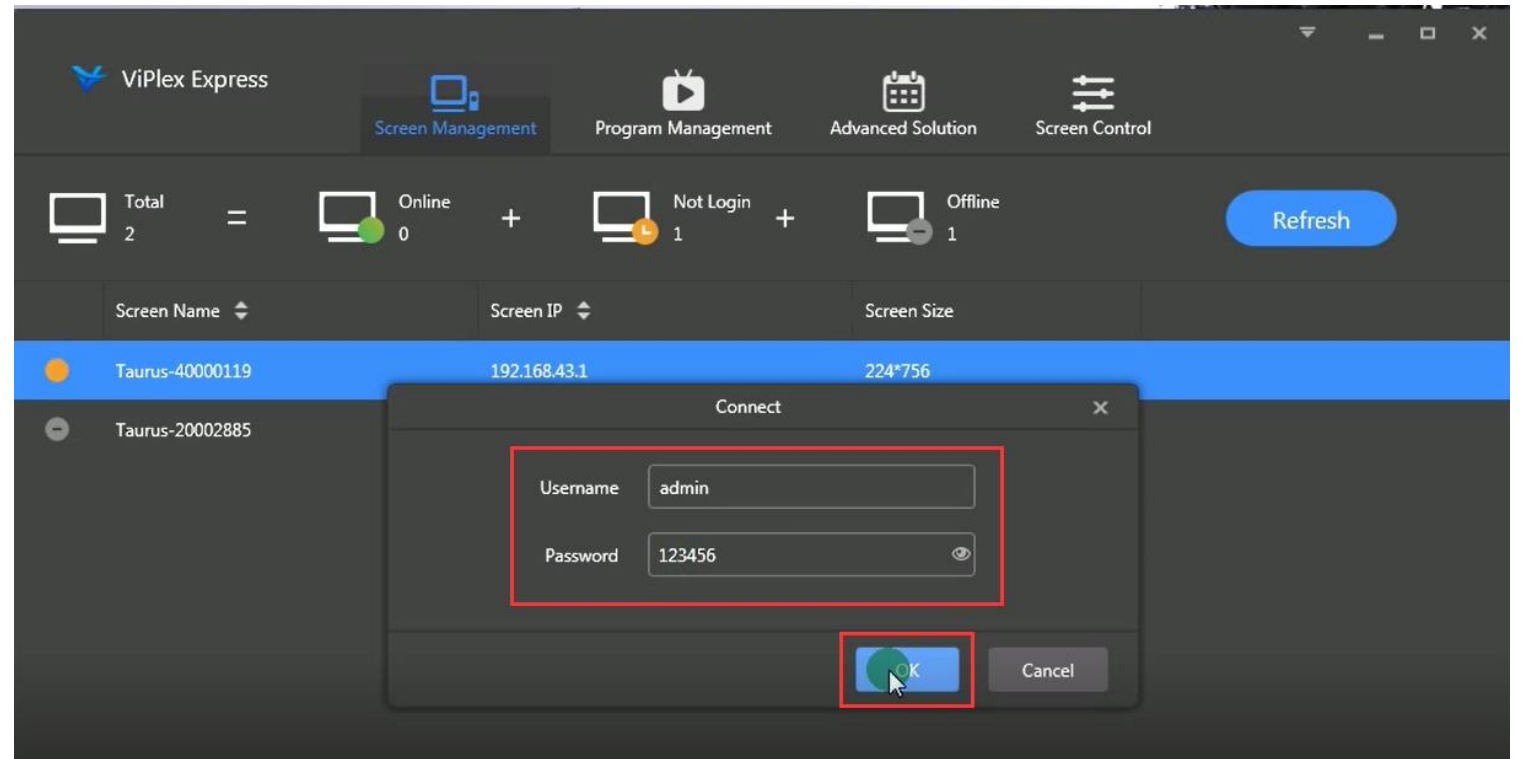 ViPlex Express
Screen Management
Program Management
Advanced Solution
Screen Control
Total
2
=
Online
0
+
Not Login
1
+
Offline
1
Refresh
Screen Name
Screen IP
Screen Size
Taurus-40000119
192.168.43.1
224*756
Taurus-20002885
Connect
Username
admin
Password
123456
OK
Cancel